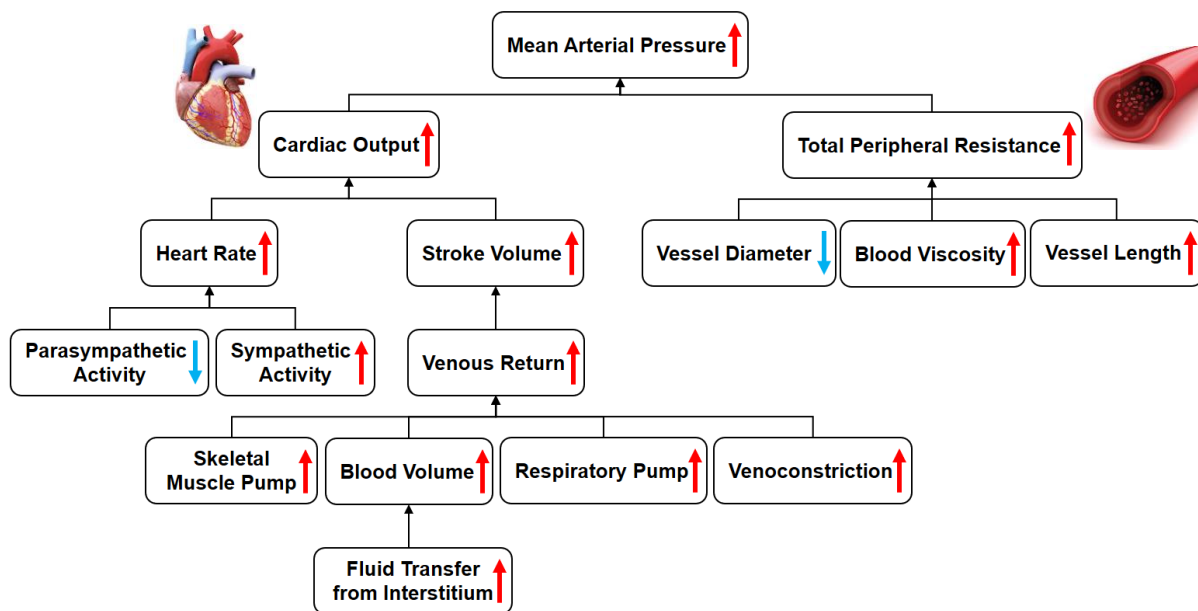 Mean Arterial Pressure
Cardiac Output
Total Peripheral Resistance
Heart Rate
Stroke Volume
Vessel Diameter
Blood Viscosity
Vessel Length
Parasympathetic
Activity
Sympathetic
Activity
Venous Return
Skeletal
Muscle Pump
Blood Volume
Respiratory Pump
Venoconstriction
Fluid Transfer
from Interstitium